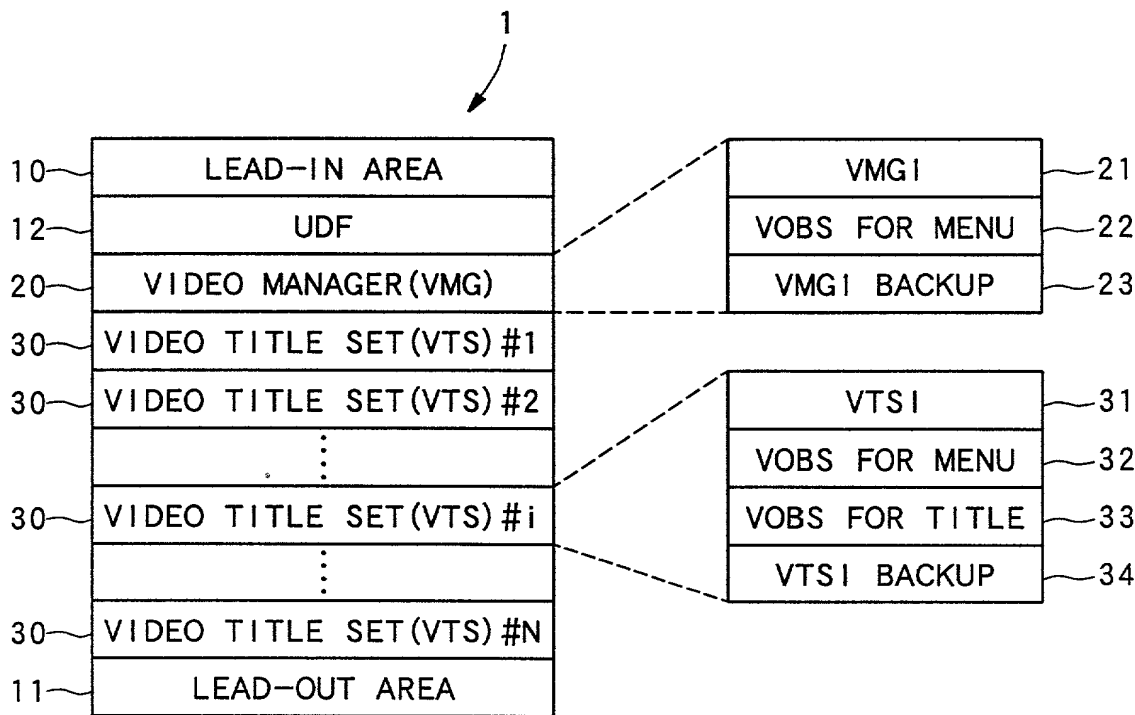 1
10 LEAD-IN AREA
12 UDF
20 VIDEO MANAGER(VMG)
30 VIDEO TITLE SET(VTS)#1
30 VIDEO TITLE SET(VTS)#2
30 VIDEO TITLE SET(VTS)#i
30 VIDEO TITLE SET(VTS)#N
11 LEAD-OUT AREA
VMGI 21
VOBS FOR MENU 22
VMGI BACKUP 23
VTSI 31
VOBS FOR MENU 32
VOBS FOR TITLE 33
VTSI BACKUP 34